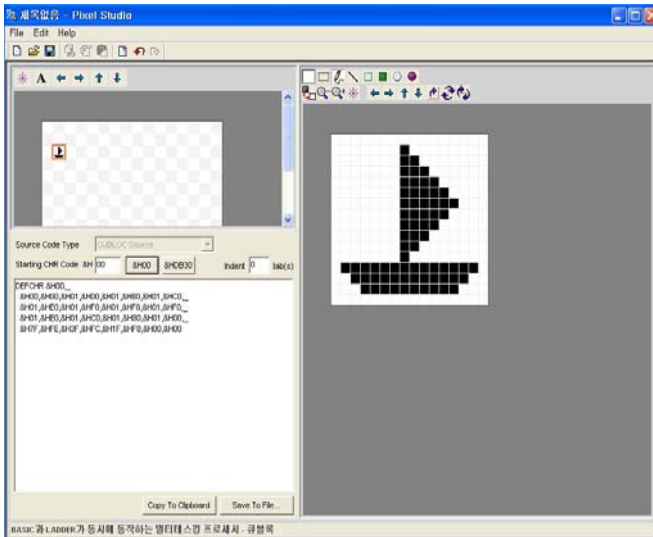 제목없음 - Pixel Studio
File Edit Help
A
Source Code Type CUBLOC Source
Starting CHR Code &H 00 &H00 &HDB30 Indent 0 tab(s)
DEFCHR &H00,_
&H00,&H00,&H01,&H00,&H01,&H80,&H01,&HC0,_
&H01,&HE0,&H01,&HF0,&H01,&HF8,&H01,&HF0,_
&H01,&HE0,&H01,&HC0,&H01,&H80,&H01,&H00,_
&H7F,&HFE,&H3F,&HFC,&H1F,&HF8,&H00,&H00
Copy To Clipboard Save To File...
BASIC과 LADDER가 동시에 동작하는 멀티태스킹 프로세서 - 큐블록